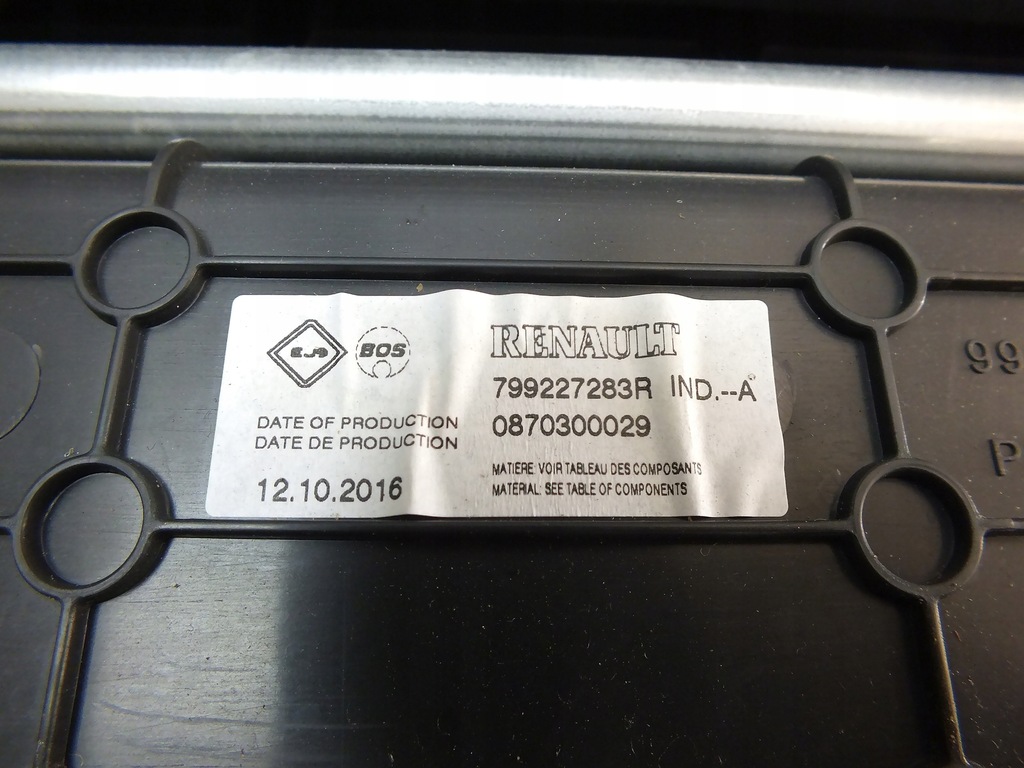 BOS
RENAULT
799227283R IND.--A
0870300029
DATE OF PRODUCTION
DATE DE PRODUCTION
12.10.2016
MATIÈRE: VOIR TABLEAU DES COMPOSANTS
MATERIAL: SEE TABLE OF COMPONENTS
99
P